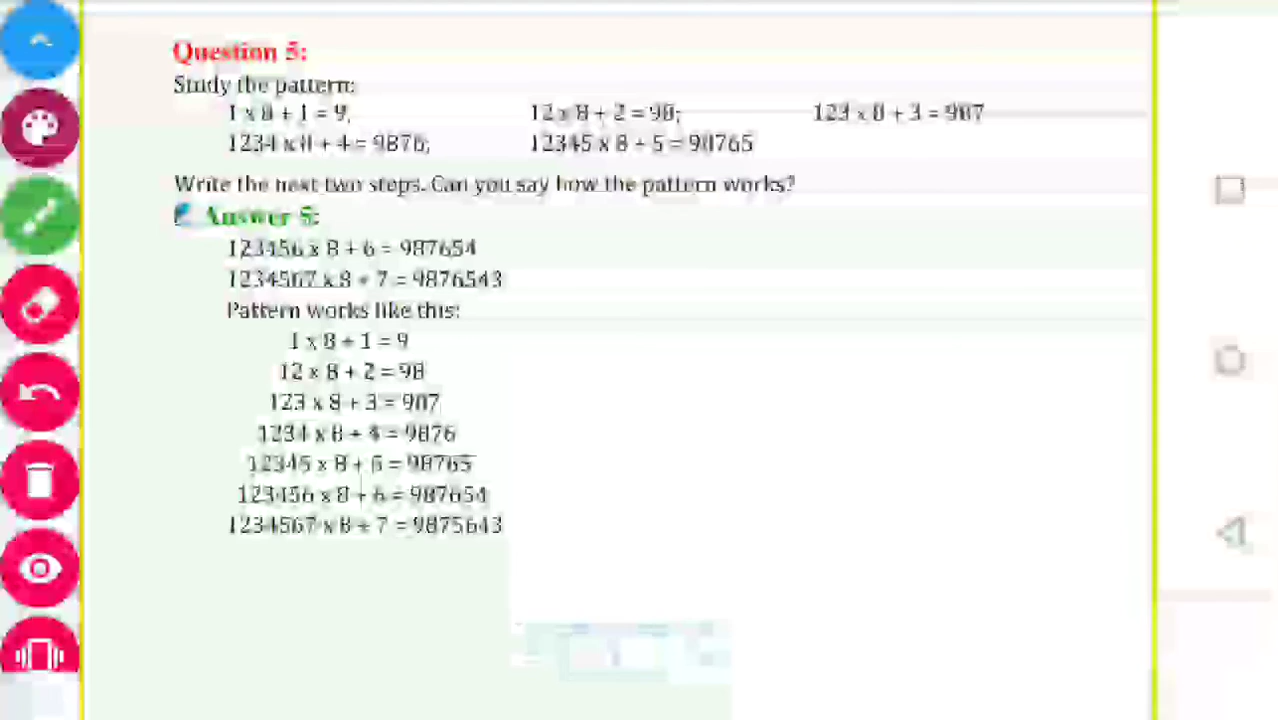 Question 5:
Study the pattern:
1 x 8 + 1 = 9; 12 x 8 + 2 = 98; 123 x 8 + 3 = 987
1234 x 8 + 4 = 9876; 12345 x 8 + 5 = 98765
Write the next two steps. Can you say how the pattern works?
Answer 5:
123456 x 8 + 6 = 987654
1234567 x 8 + 7 = 9876543
Pattern works like this:
1 x 8 + 1 = 9
12 x 8 + 2 = 98
123 x 8 + 3 = 987
1234 x 8 + 4 = 9876
12345 x 8 + 5 = 98765
123456 x 8 + 6 = 987654
1234567 x 8 + 7 = 9875643